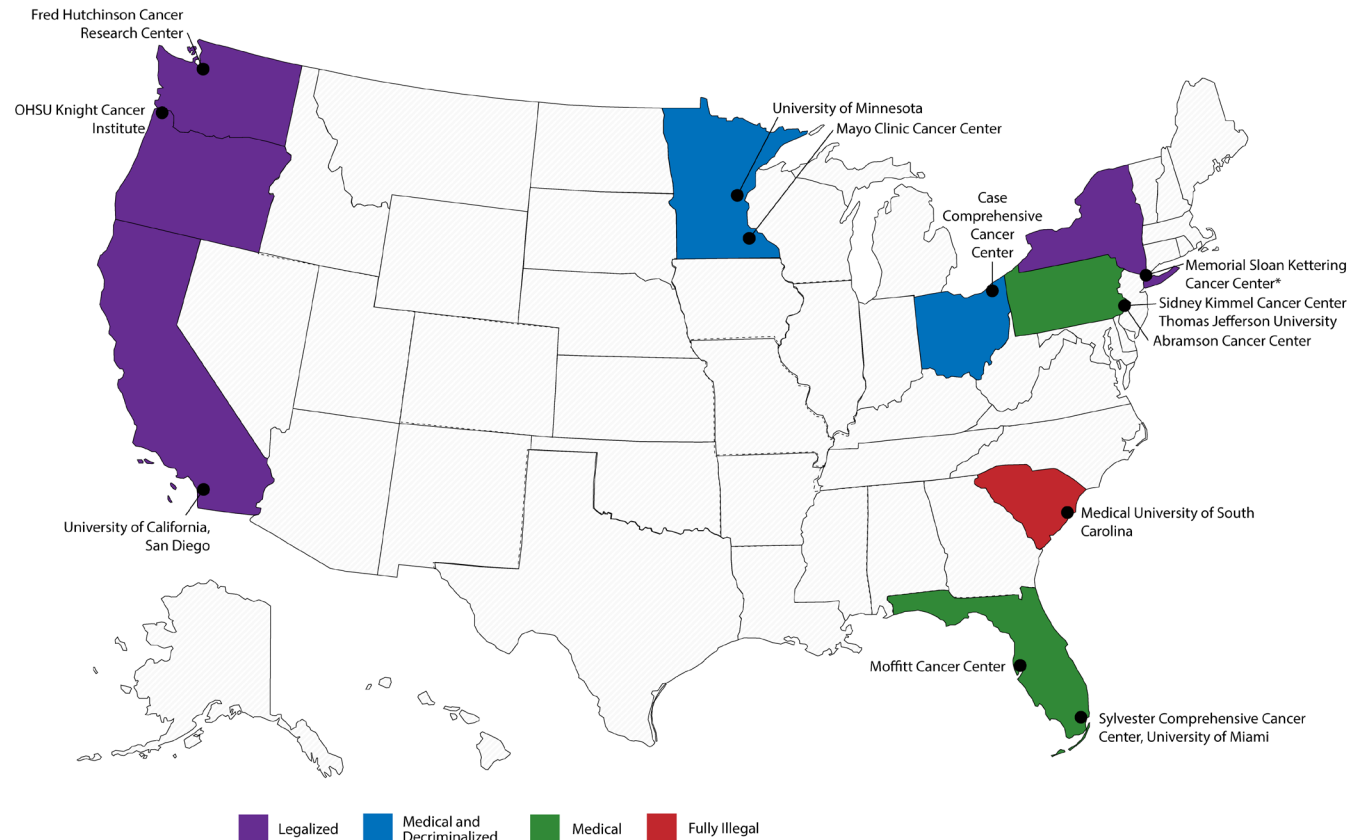 Fred Hutchinson Cancer
Research Center
OHSU Knight Cancer
Institute
University of Minnesota
Mayo Clinic Cancer Center
Case
Comprehensive
Cancer
Center
Memorial Sloan Kettering
Cancer Center*
Sidney Kimmel Cancer Center
Thomas Jefferson University
Abramson Cancer Center
University of California,
San Diego
Medical University of South
Carolina
Moffitt Cancer Center
Sylvester Comprehensive Cancer
Center, University of Miami
Legalized
Medical and
Decriminalized
Medical
Fully Illegal